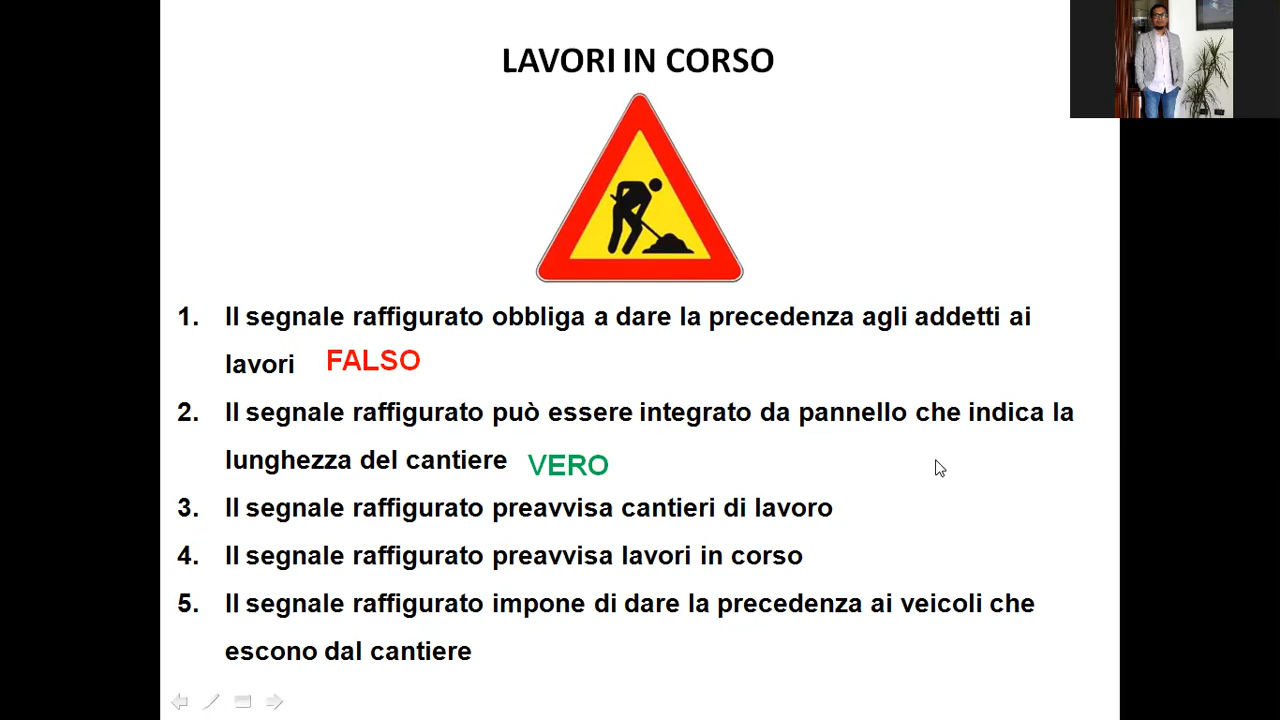 LAVORI IN CORSO
1. Il segnale raffigurato obbliga a dare la precedenza agli addetti ai
lavori FALSO
2. Il segnale raffigurato può essere integrato da pannello che indica la
lunghezza del cantiere VERO
3. Il segnale raffigurato preavvisa cantieri di lavoro
4. Il segnale raffigurato preavvisa lavori in corso
5. Il segnale raffigurato impone di dare la precedenza ai veicoli che
escono dal cantiere